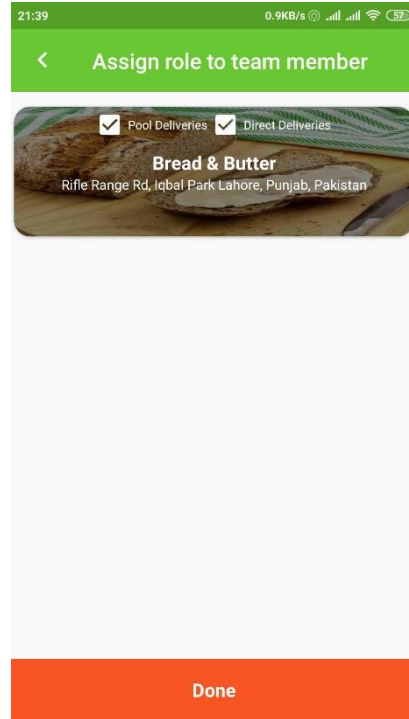 21:39 0.9KB/s 57
Assign role to team member
Pool Deliveries Direct Deliveries
Bread & Butter
Rifle Range Rd, Iqbal Park Lahore, Punjab, Pakistan
Done